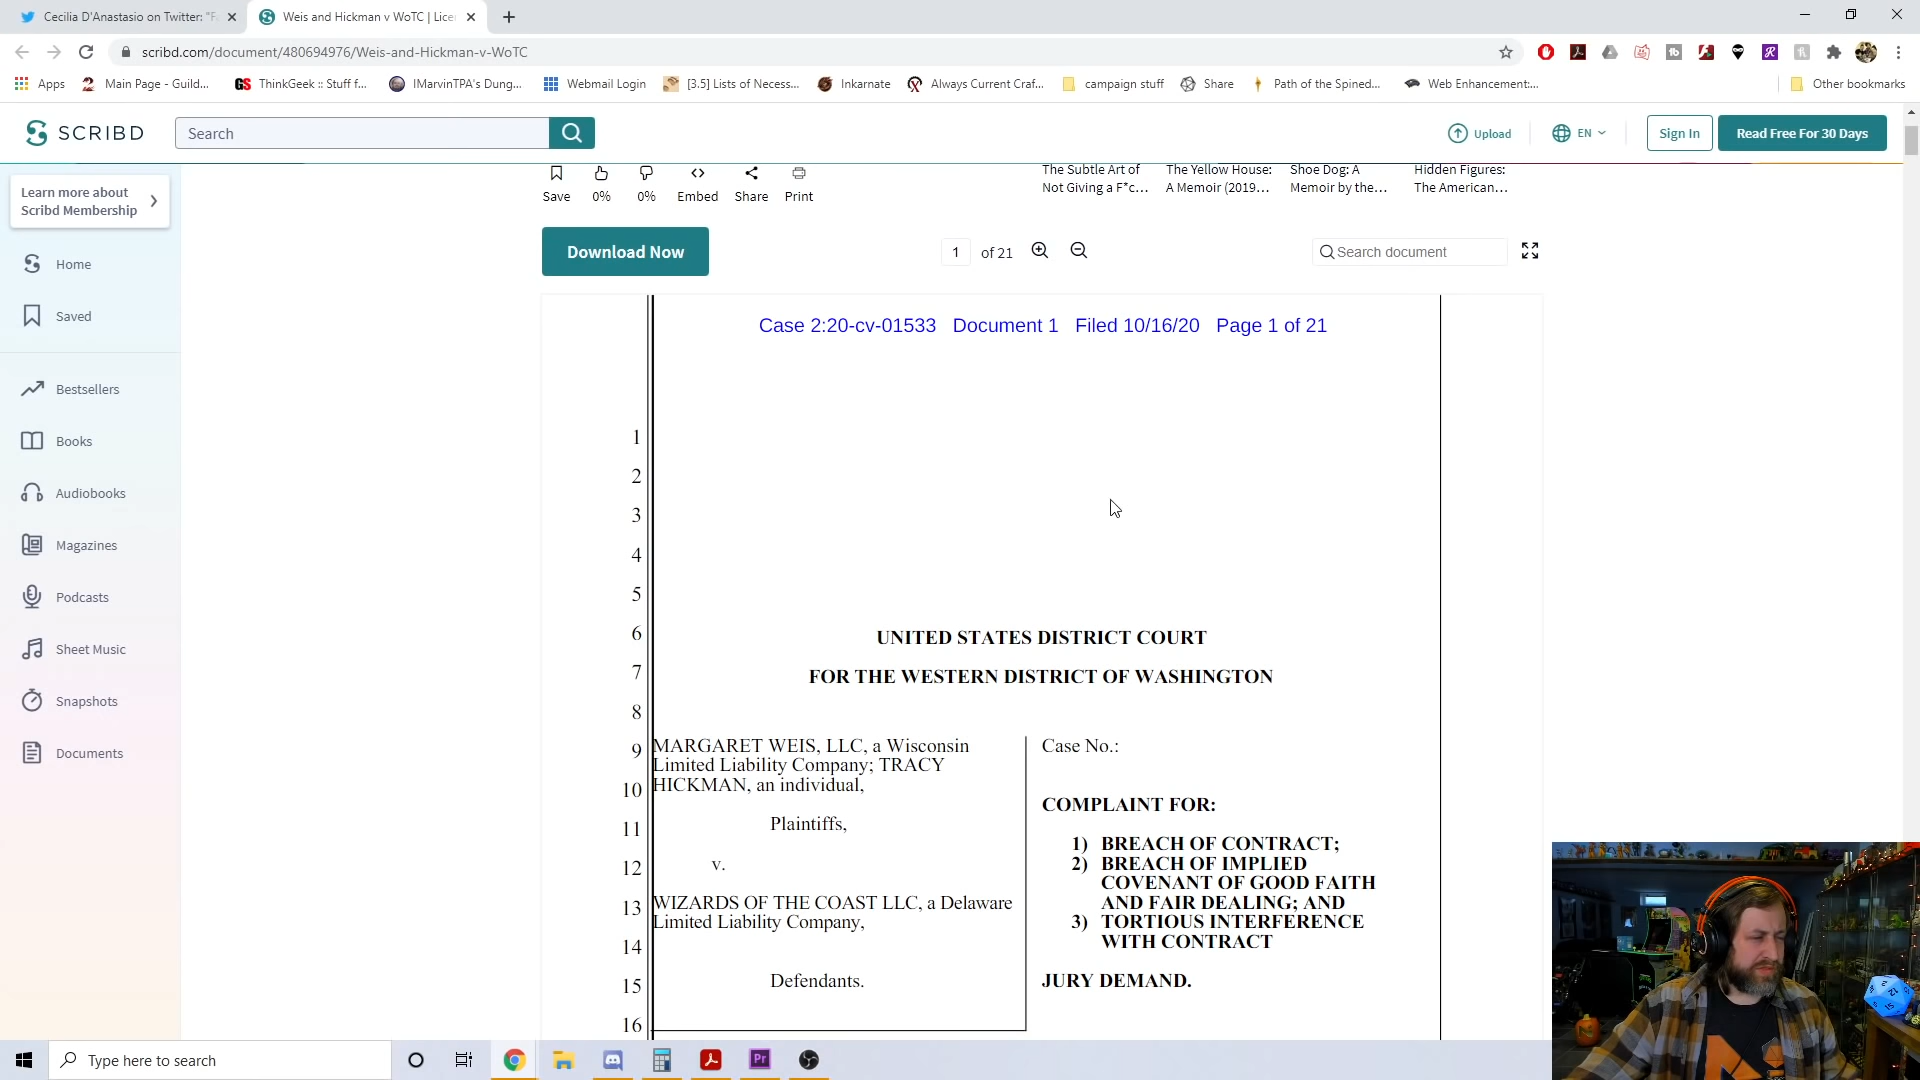 Cecilia D'Anastasio on Twitter: "F
Weis and Hickman v WoTC | Lice
scribd.com/document/480694976/Weis-and-Hickman-v-WoTC
Apps
Main Page - Guild...
ThinkGeek :: Stuff f...
IMarvinTPA's Dung...
Webmail Login
[3.5] Lists of Necess...
Inkarnate
Always Current Craf...
campaign stuff
Share
Path of the Spined...
Web Enhancement:...
Other bookmarks
SCRIBD
Search
Upload
EN
Sign In
Read Free For 30 Days
Learn more about
Scribd Membership
Home
Saved
Bestsellers
Books
Audiobooks
Magazines
Podcasts
Sheet Music
Snapshots
Documents
Save
0%
0%
Embed
Share
Print
The Subtle Art of
Not Giving a F*c...
The Yellow House:
A Memoir (2019...
Shoe Dog: A
Memoir by the...
Hidden Figures:
The American...
Download Now
1 of 21
Search document
Case 2:20-cv-01533 Document 1 Filed 10/16/20 Page 1 of 21
1
2
3
4
5
6
UNITED STATES DISTRICT COURT
7
FOR THE WESTERN DISTRICT OF WASHINGTON
8
9
MARGARET WEIS, LLC, a Wisconsin
Limited Liability Company; TRACY
10
HICKMAN, an individual,
11
Plaintiffs,
12
v.
13
WIZARDS OF THE COAST LLC, a Delaware
Limited Liability Company,
14
15
Defendants.
16
Case No.:
COMPLAINT FOR:
1) BREACH OF CONTRACT;
2) BREACH OF IMPLIED
COVENANT OF GOOD FAITH
AND FAIR DEALING; AND
3) TORTIOUS INTERFERENCE
WITH CONTRACT
JURY DEMAND.
Type here to search
Pr